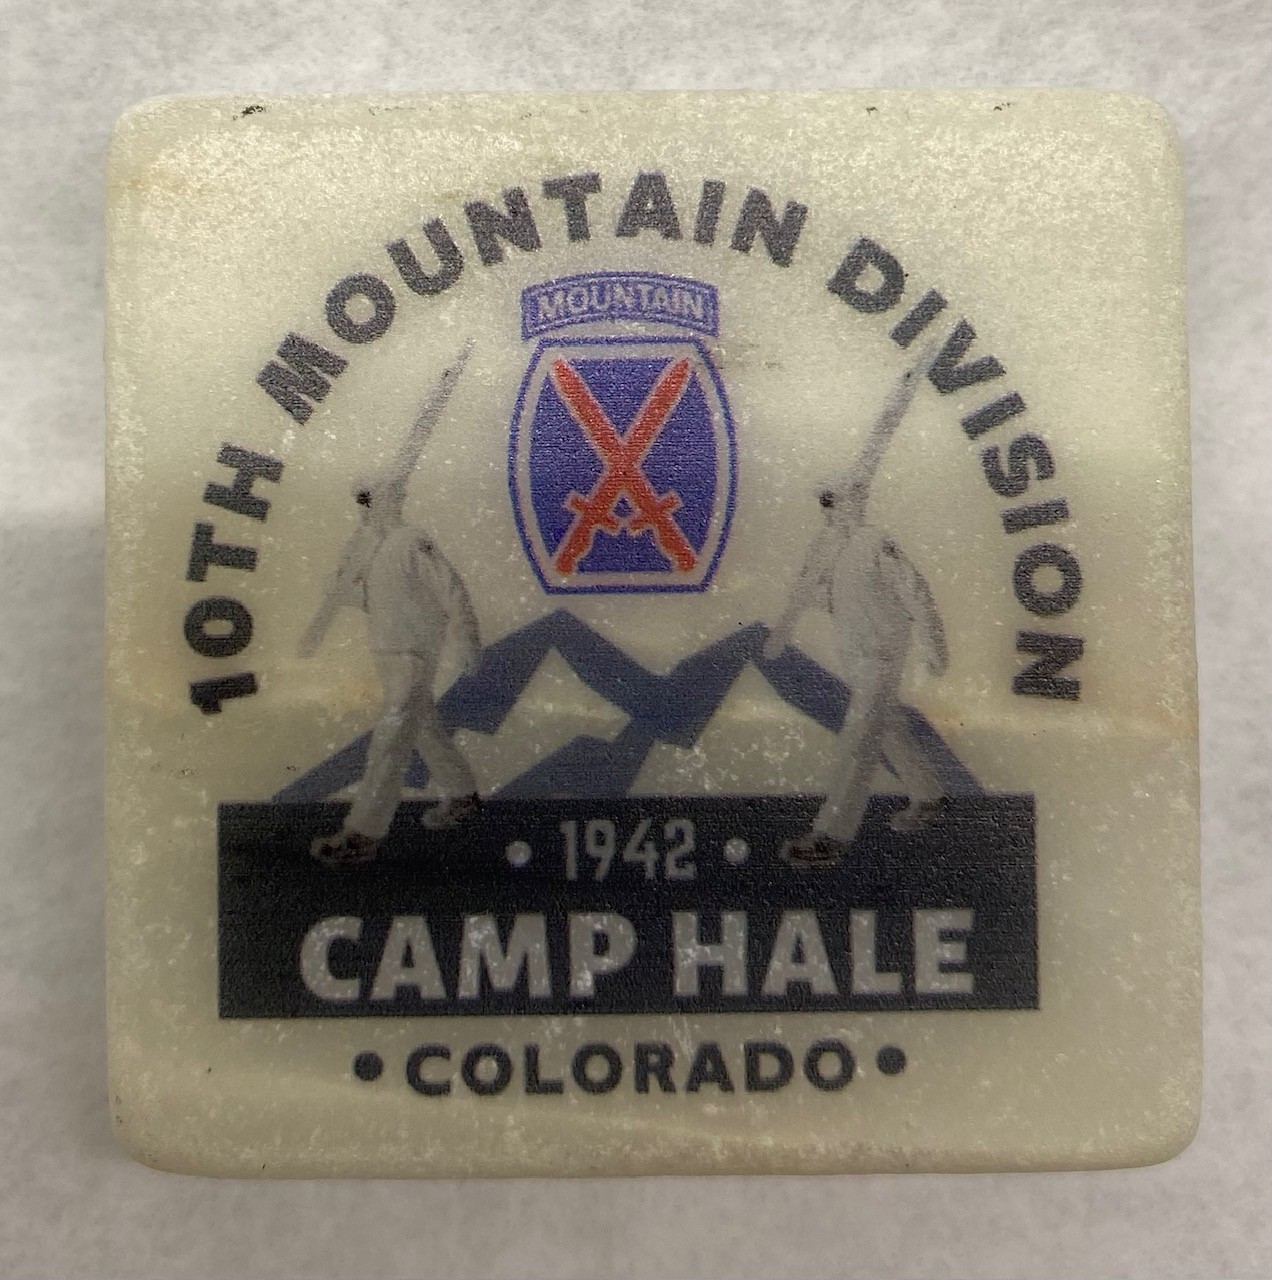 10TH MOUNTAIN DIVISION
MOUNTAIN
• 1942 •
CAMP HALE
• COLORADO •